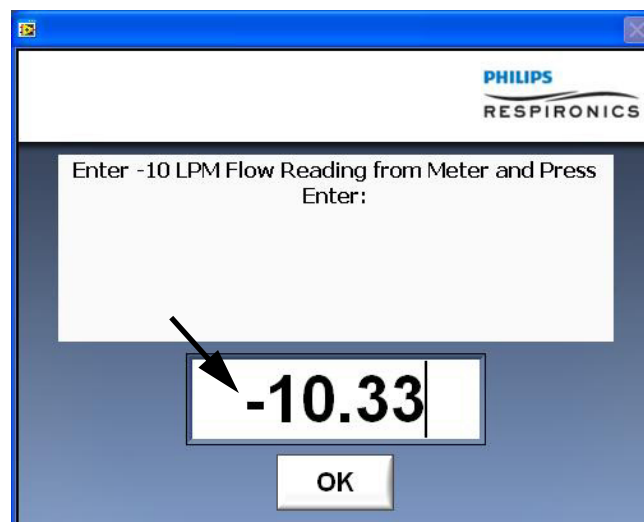 PHILIPS
RESPIRONICS
Enter -10 LPM Flow Reading from Meter and Press
Enter:
-10.33
OK